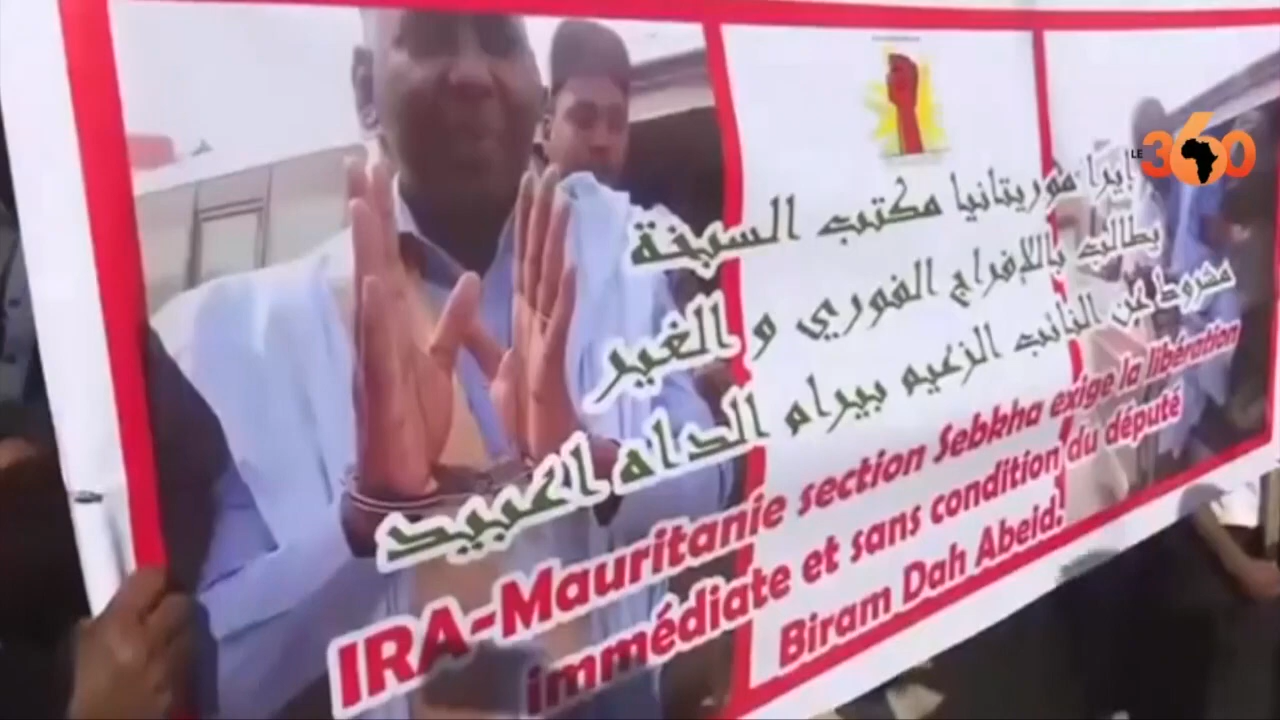 LE
360
إيرا موريتانيا مكتب السبخة
يطالب باللإفراج الفوري و الغير
مشروط عن النائب الزعيم بيرام الداه اعبيد
IRA-Mauritanie section Sebkha exige la libération
immédiate et sans condition du député
Biram Dah Abeid!